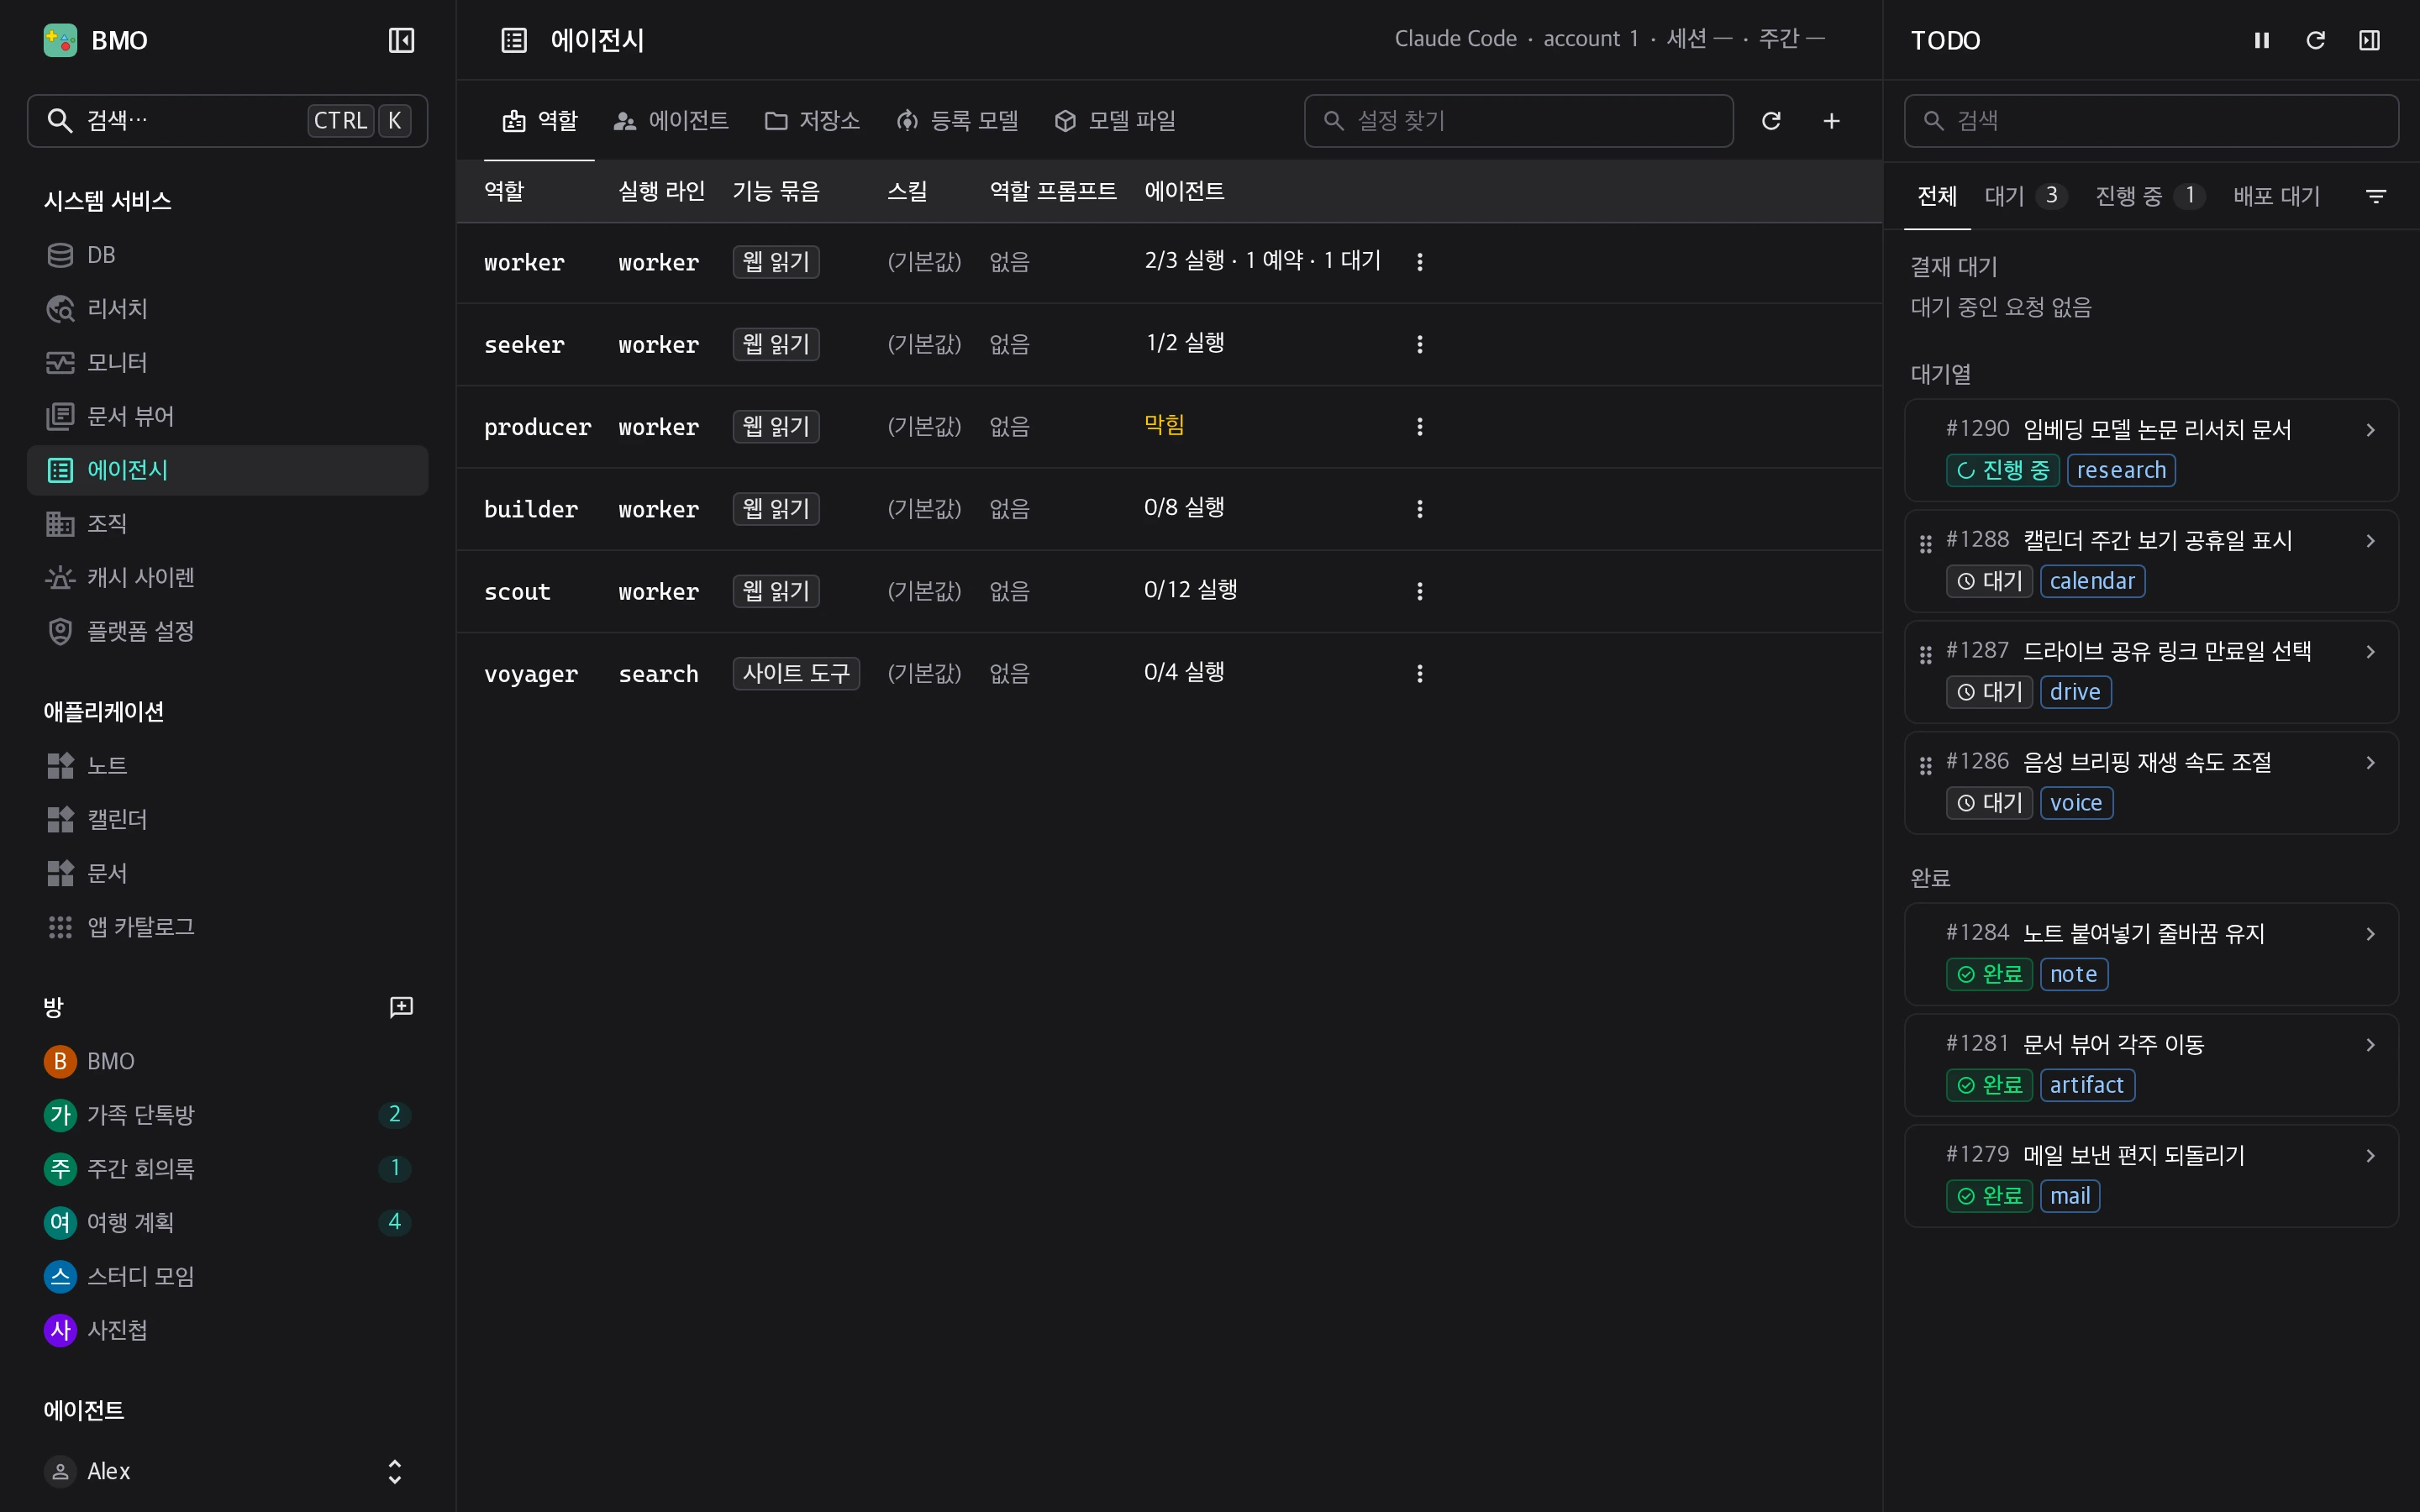 BMO
검색…
CTRL K
시스템 서비스
DB
리서치
모니터
문서 뷰어
에이전시
조직
캐시 사이렌
플랫폼 설정
애플리케이션
노트
캘린더
문서
앱 카탈로그
방
B BMO
가 가족 단톡방 2
주 주간 회의록 1
여 여행 계획 4
스 스터디 모임
사 사진첩
에이전트
Alex
에이전시
Claude Code · account 1 · 세션 — · 주간 —
역할 에이전트 저장소 등록 모델 모델 파일 설정 찾기
역할 실행 라인 기능 묶음 스킬 역할 프롬프트 에이전트
worker worker 웹 읽기 (기본값) 없음 2/3 실행 · 1 예약 · 1 대기
seeker worker 웹 읽기 (기본값) 없음 1/2 실행
producer worker 웹 읽기 (기본값) 없음 막힘
builder worker 웹 읽기 (기본값) 없음 0/8 실행
scout worker 웹 읽기 (기본값) 없음 0/12 실행
voyager search 사이트 도구 (기본값) 없음 0/4 실행
TODO
검색
전체 대기 3 진행 중 1 배포 대기
결재 대기
대기 중인 요청 없음
대기열
#1290 임베딩 모델 논문 리서치 문서
진행 중 research
#1288 캘린더 주간 보기 공휴일 표시
대기 calendar
#1287 드라이브 공유 링크 만료일 선택
대기 drive
#1286 음성 브리핑 재생 속도 조절
대기 voice
완료
#1284 노트 붙여넣기 줄바꿈 유지
완료 note
#1281 문서 뷰어 각주 이동
완료 artifact
#1279 메일 보낸 편지 되돌리기
완료 mail